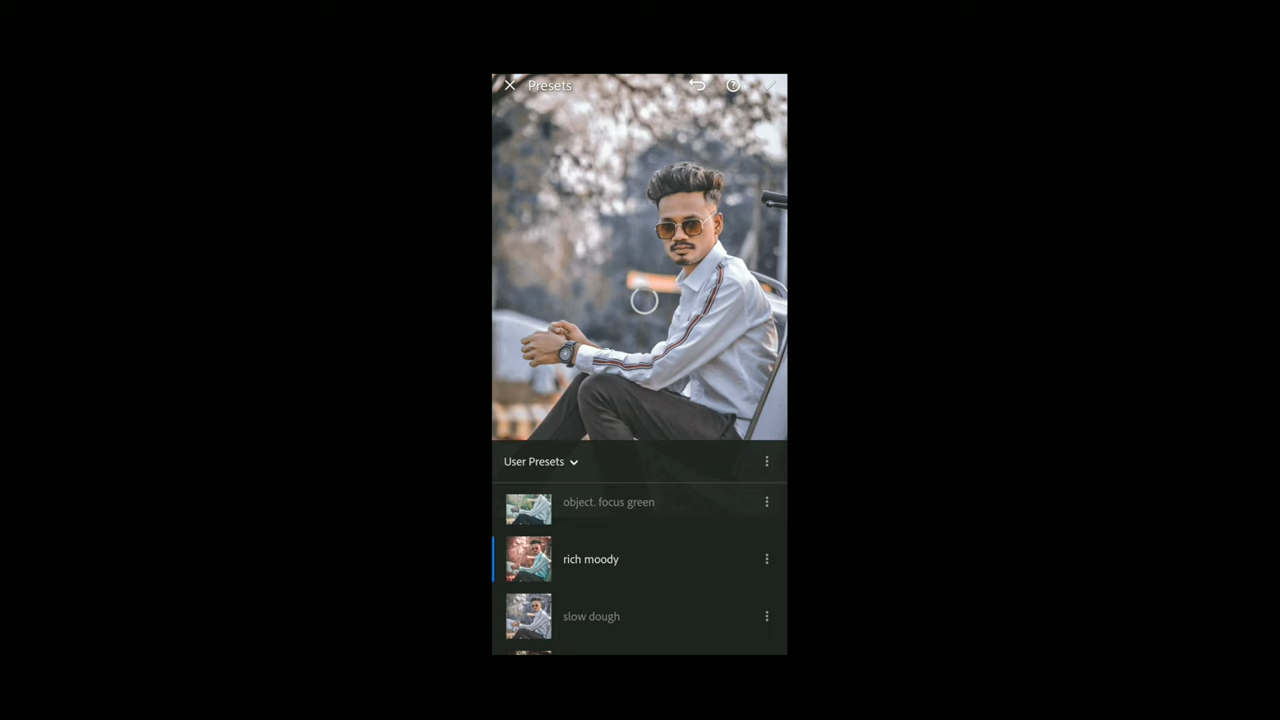 Presets
User Presets
object. focus green
rich moody
slow dough